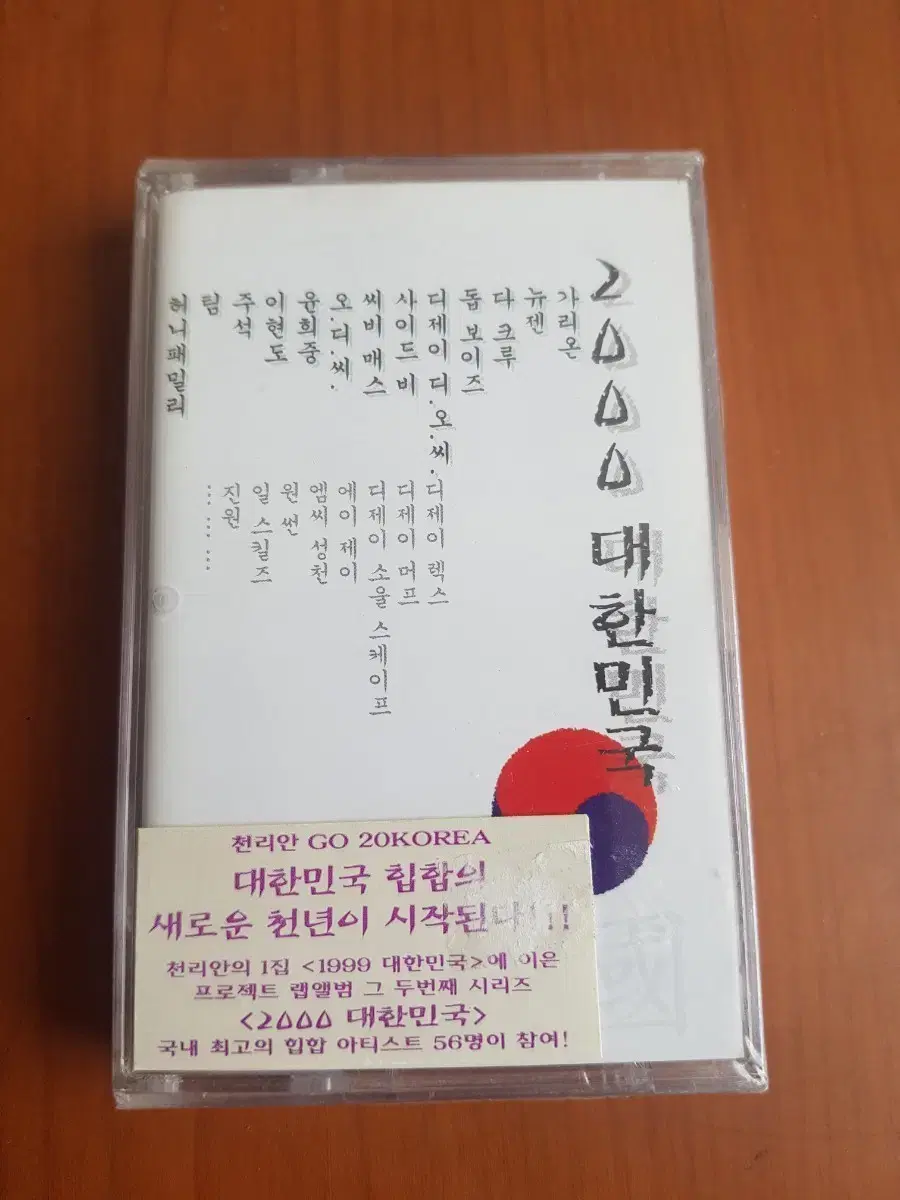 2000 대한민국
가리온
뉴젠
다 크루
돕 보이즈
디제이 디.오.씨.
사이드 비
씨비 매스
오.디.씨.
윤희중
이현도
주석
팀
허니패밀리
디제이 렉스
디제이 머프
디제이 소울 스케이프
에이 제이
엠씨 성천
원 썬
일 스킬즈
진원
... ... ...
천리안 GO 20KOREA
대한민국 힙합의
새로운 천년이 시작된다!!!
천리안의 1집 <1999 대한민국>에 이은
프로젝트 랩앨범 그 두번째 시리즈
<2000 대한민국>
국내 최고의 힙합 아티스트 56명이 참여!